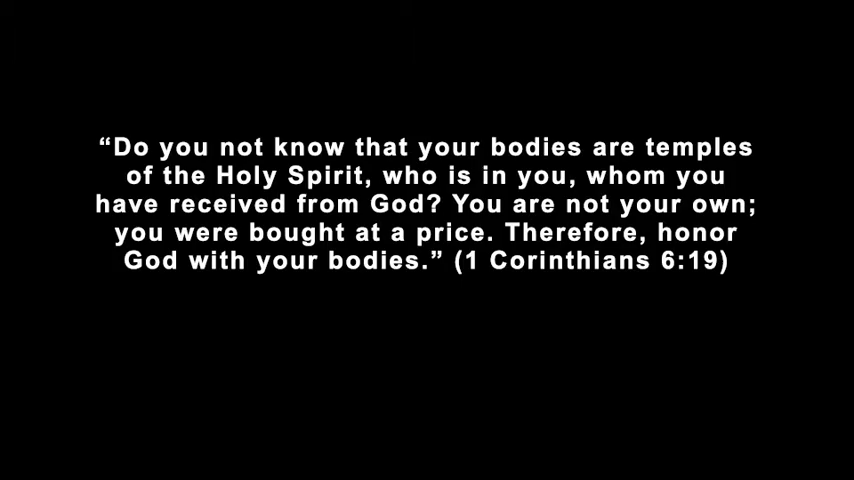 “Do you not know that your bodies are temples
of the Holy Spirit, who is in you, whom you
have received from God? You are not your own;
you were bought at a price. Therefore, honor
God with your bodies.” (1 Corinthians 6:19)